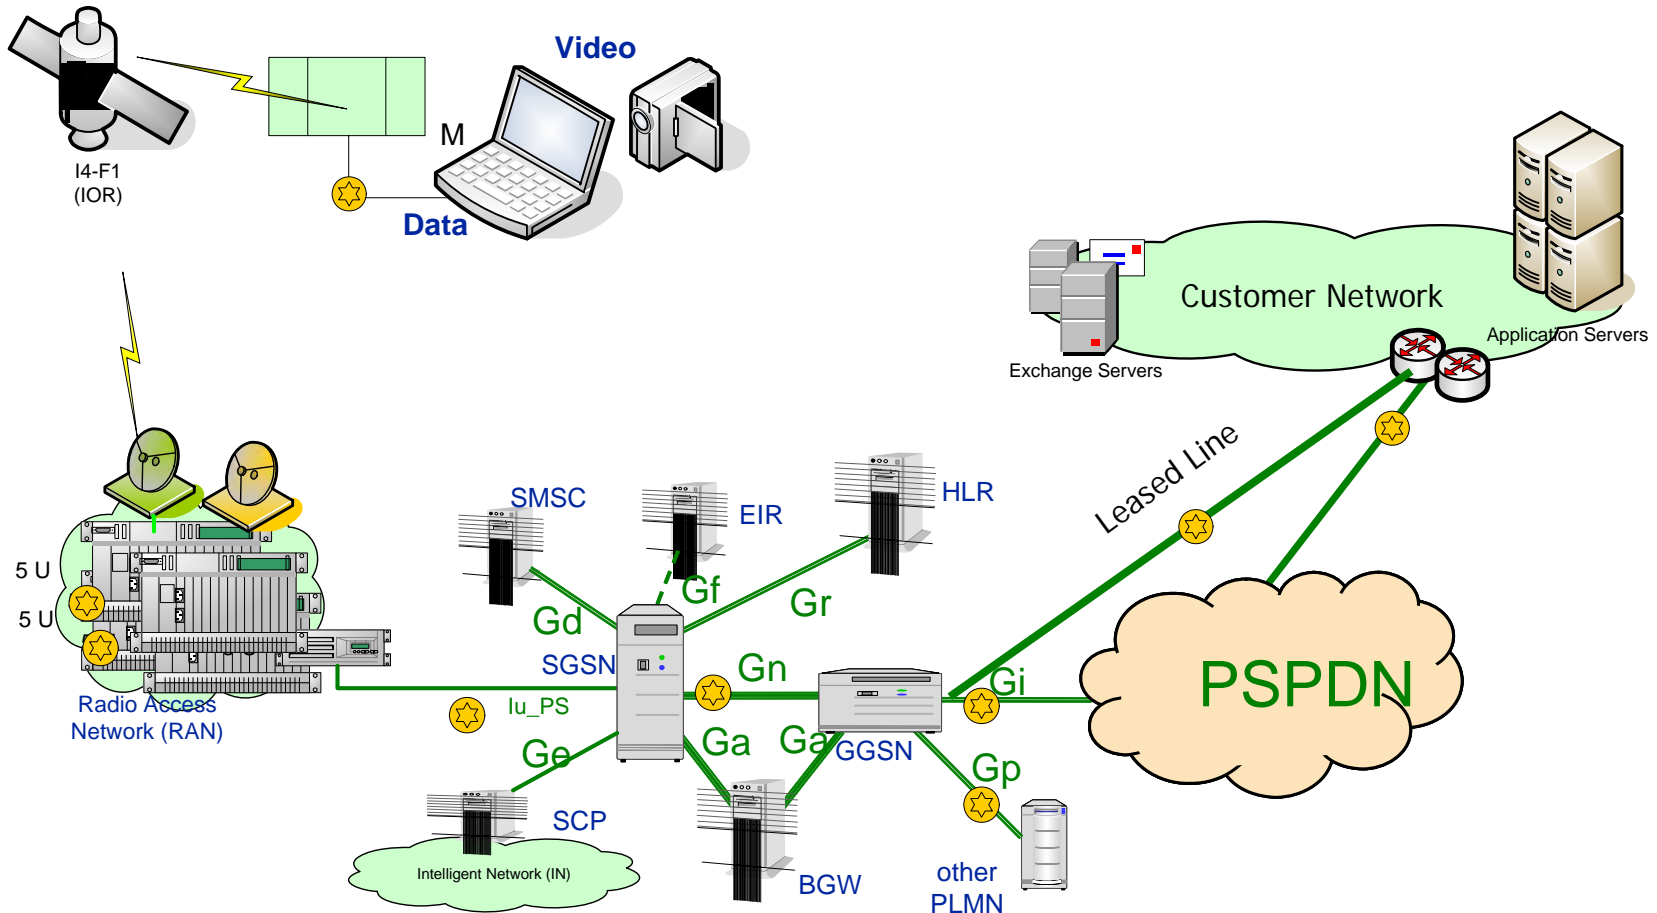 Video
M
I4-F1
(IOR)
Data
Customer Network
Application Servers
Exchange Servers
Leased Line
SMSC
EIR
HLR
5 U
5 U
Gd
Gf
Gr
SGSN
Gn
Gi
PSPDN
Radio Access
Network (RAN)
Iu_PS
Ge
Ga
Ga
GGSN
Gp
SCP
Intelligent Network (IN)
BGW
other
PLMN